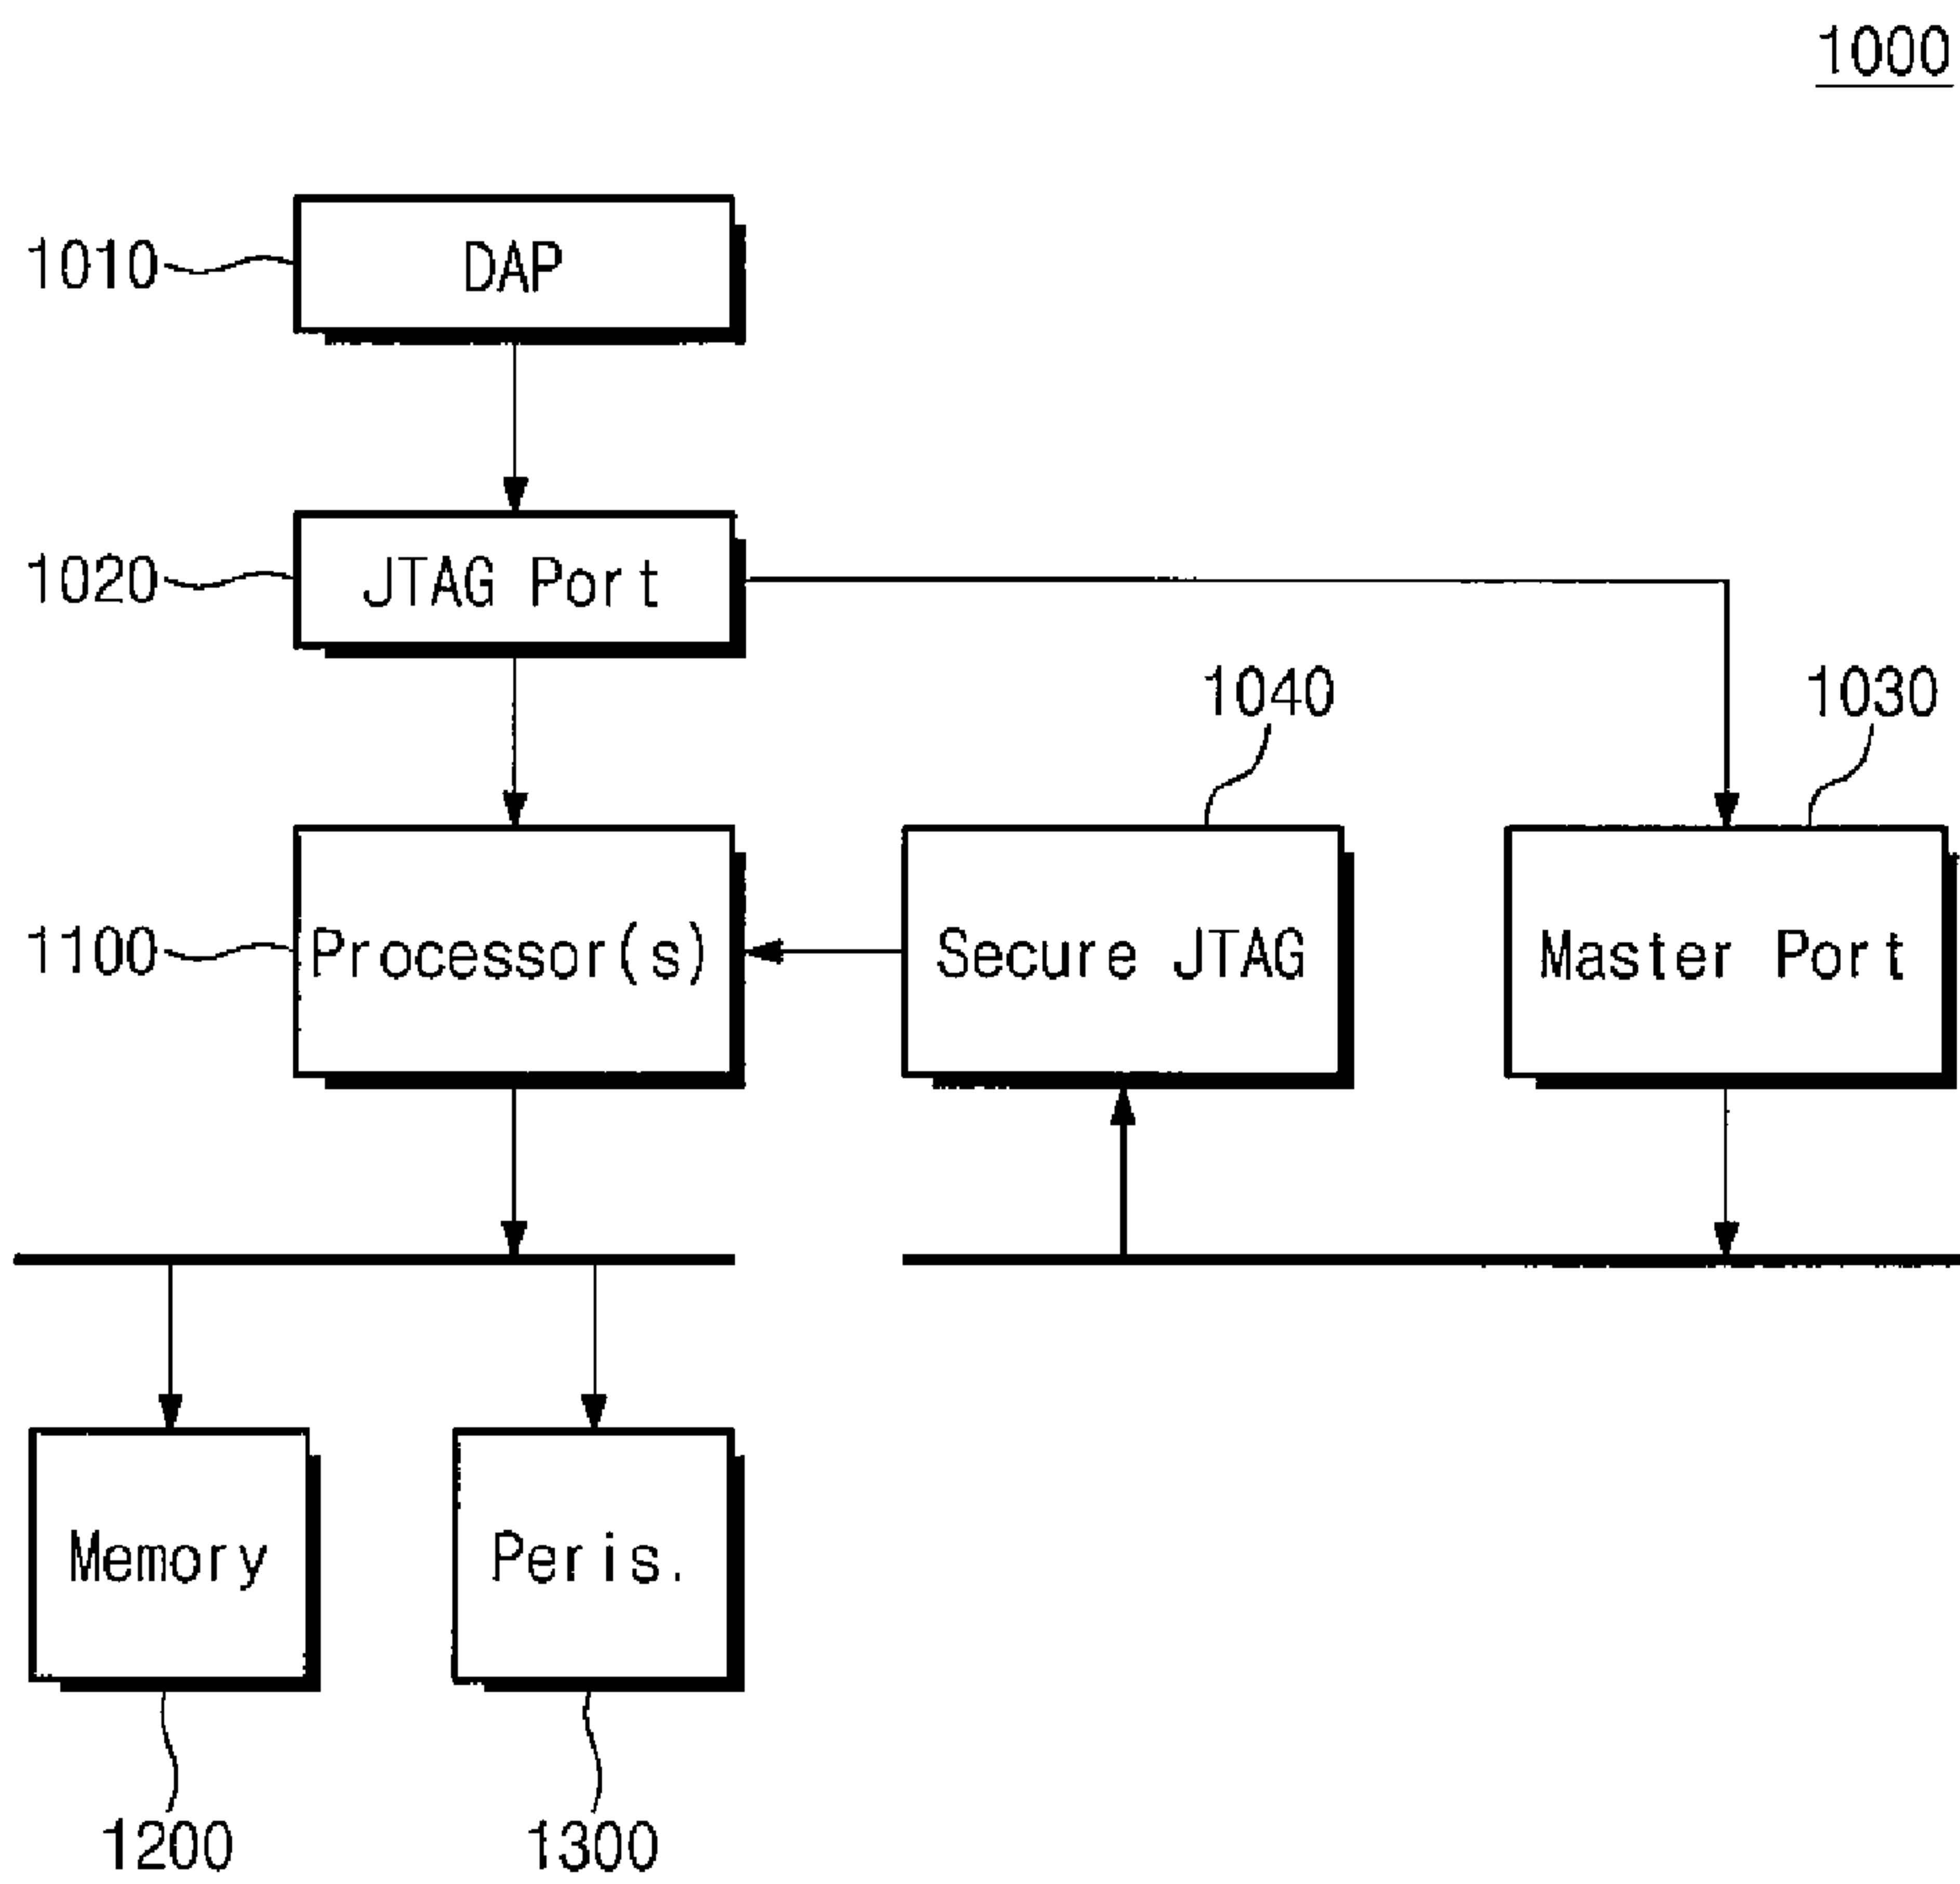 1000
1010
DAP
1020
JTAG Port
1040
1030
1100
Processor(s)
Secure JTAG
Master Port
Memory
Peris.
1200
1300